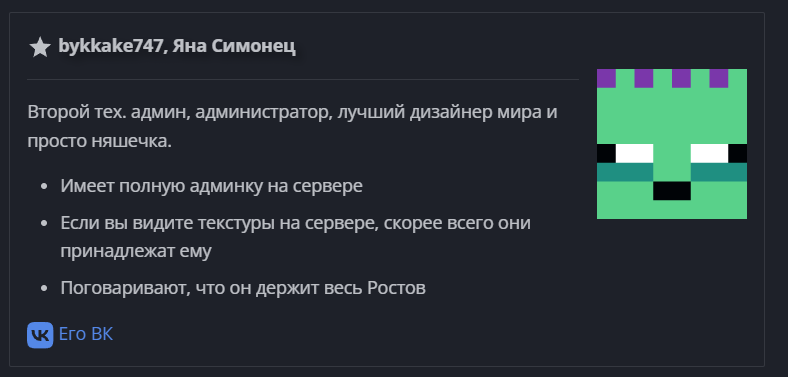 bykkake747, Яна Симонец
Второй тех. админ, администратор, лучший дизайнер мира и
просто няшечка.
Имеет полную админку на сервере
Если вы видите текстуры на сервере, скорее всего они
принадлежат ему
Поговаривают, что он держит весь Ростов
Его ВК